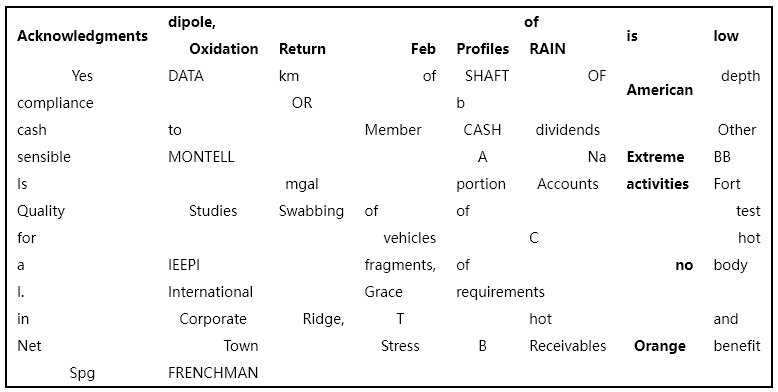 dipole, of
Acknowledgments is low
Oxidation Return Feb Profiles RAIN
Yes DATA km of SHAFT OF depth
American
compliance OR b
cash to Member CASH dividends Other
sensible MONTELL A Na Extreme BB
Is mgal portion Accounts activities Fort
Quality Studies Swabbing of of test
for vehicles C hot
a IEEPI fragments, of no body
I. International Grace requirements
in Corporate Ridge, T hot and
Net Town Stress B Receivables Orange benefit
Spg FRENCHMAN